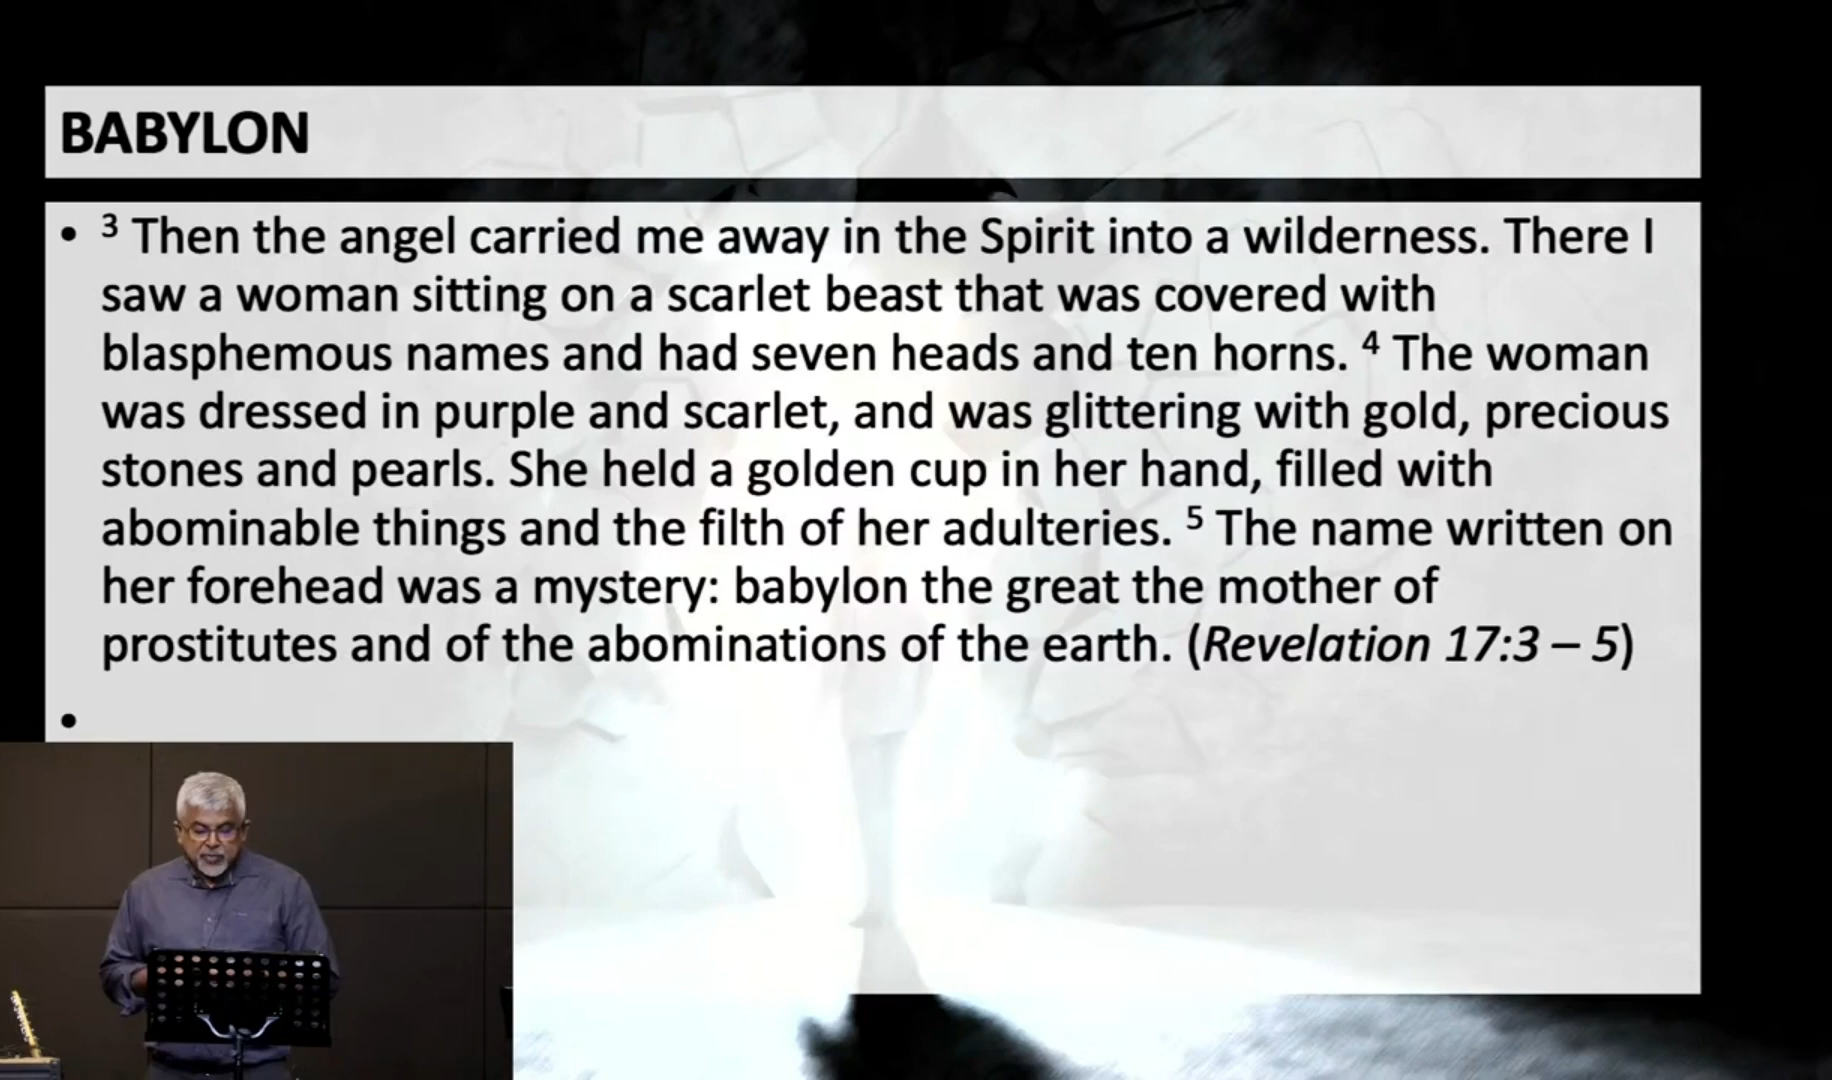 BABYLON
• ³ Then the angel carried me away in the Spirit into a wilderness. There I
saw a woman sitting on a scarlet beast that was covered with
blasphemous names and had seven heads and ten horns. ⁴ The woman
was dressed in purple and scarlet, and was glittering with gold, precious
stones and pearls. She held a golden cup in her hand, filled with
abominable things and the filth of her adulteries. ⁵ The name written on
her forehead was a mystery: babylon the great the mother of
prostitutes and of the abominations of the earth. (Revelation 17:3 – 5)
•